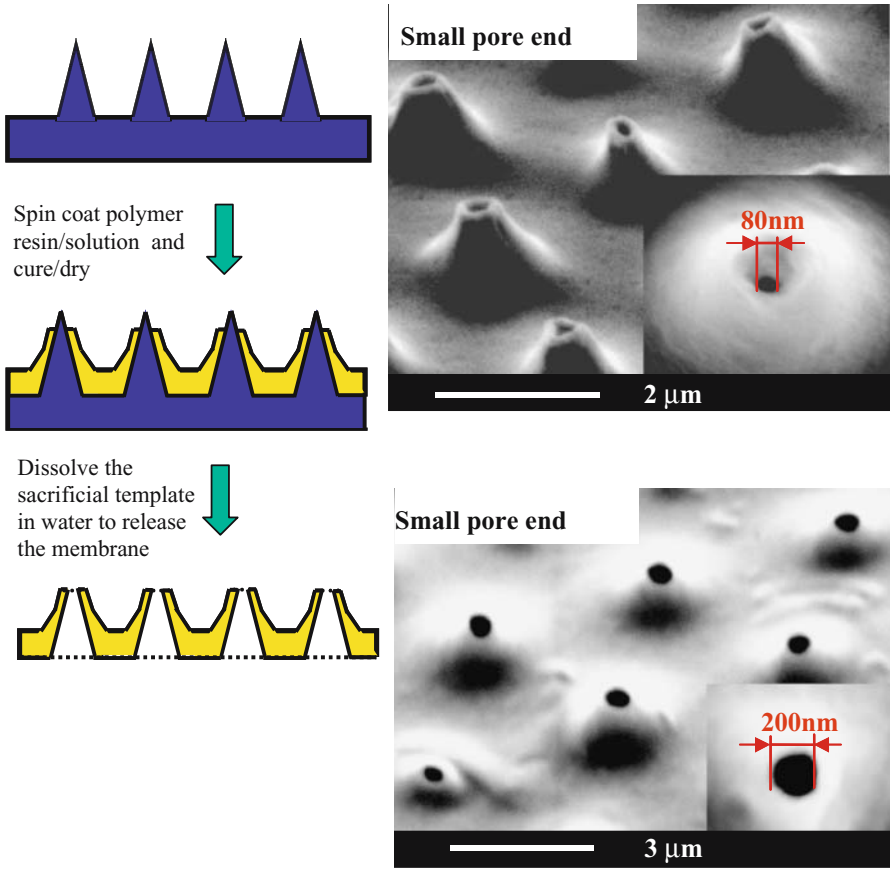 Spin coat polymer
resin/solution and
cure/dry
Dissolve the
sacrificial template
in water to release
the membrane
Small pore end
80nm
2 μm
Small pore end
200nm
3 μm